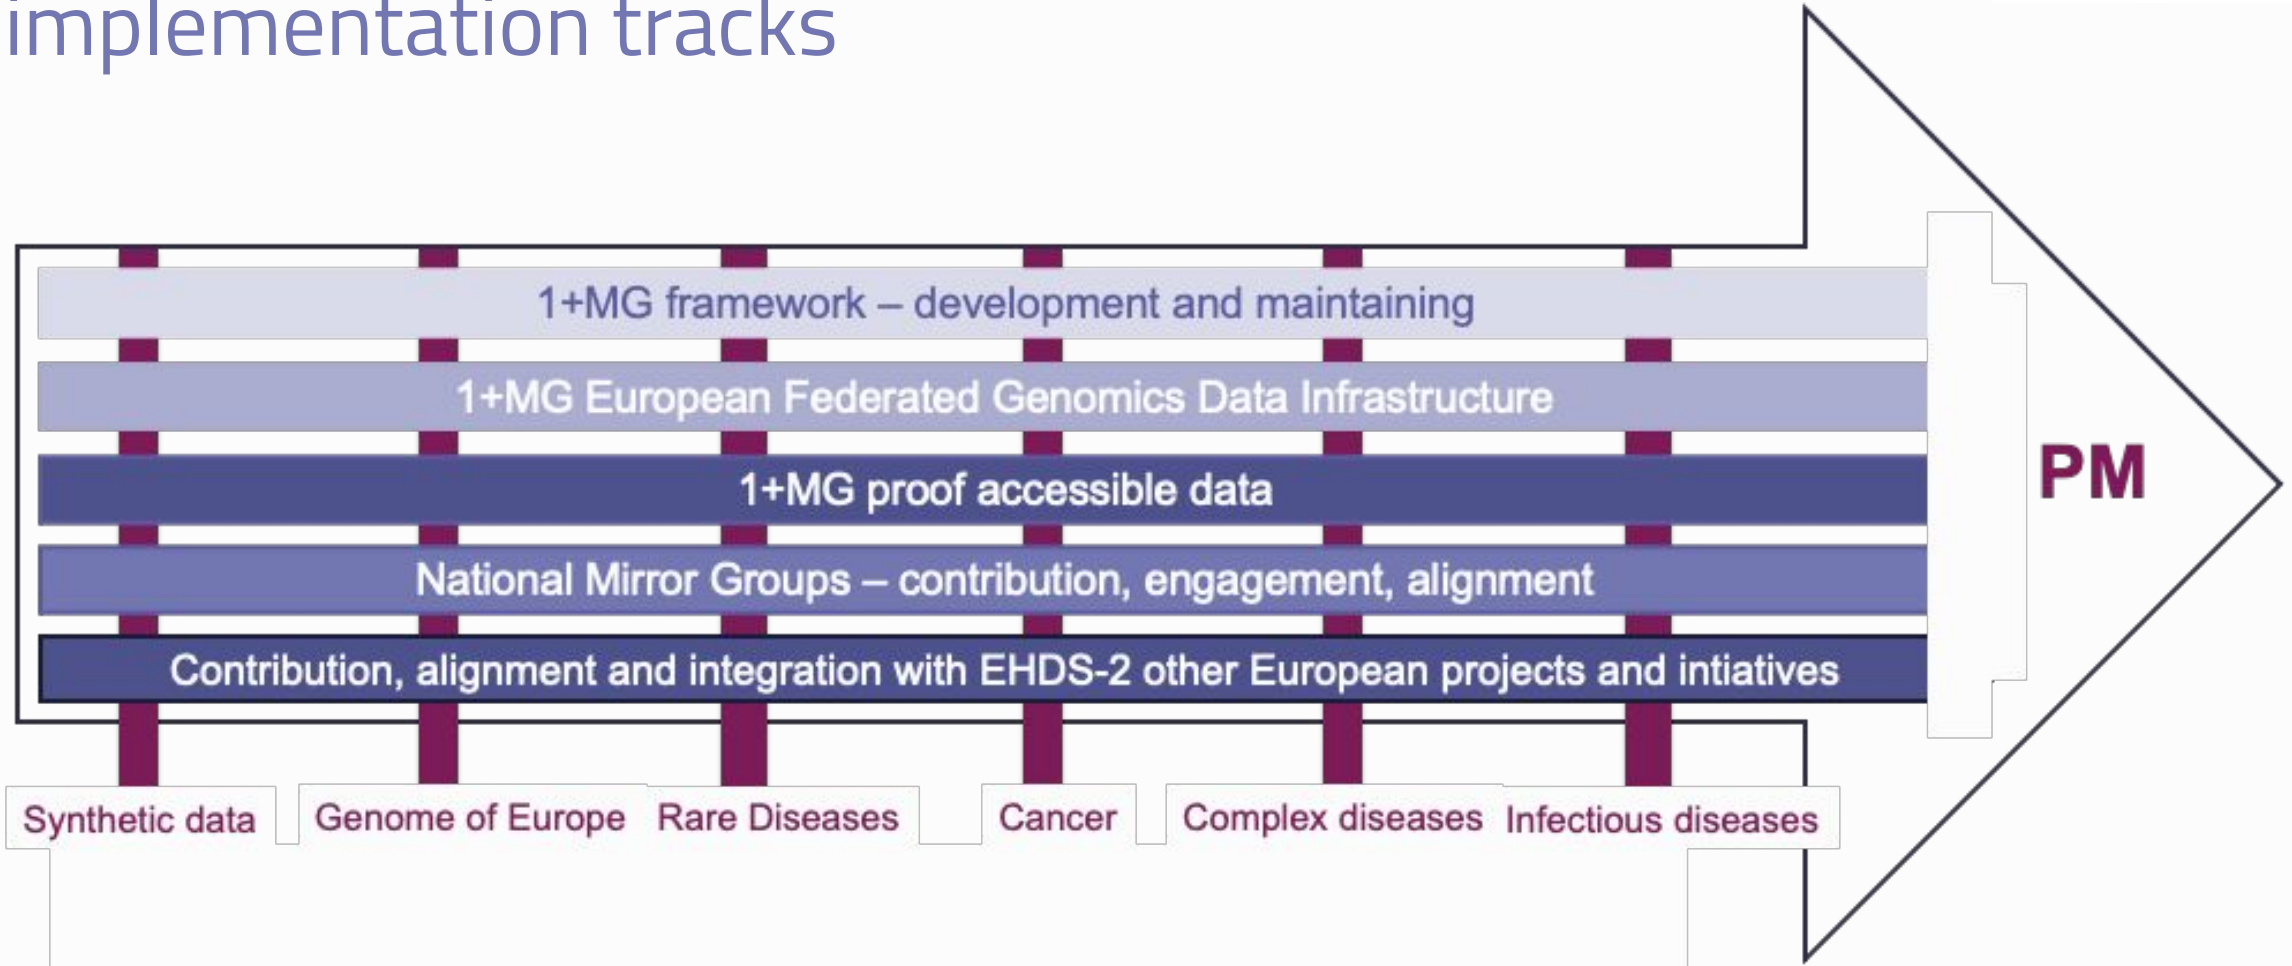 implementation tracks
1+MG framework – development and maintaining
1+MG European Federated Genomics Data Infrastructure
1+MG proof accessible data
National Mirror Groups – contribution, engagement, alignment
Contribution, alignment and integration with EHDS-2 other European projects and intiatives
PM
Synthetic data
Genome of Europe
Rare Diseases
Cancer
Complex diseases
Infectious diseases